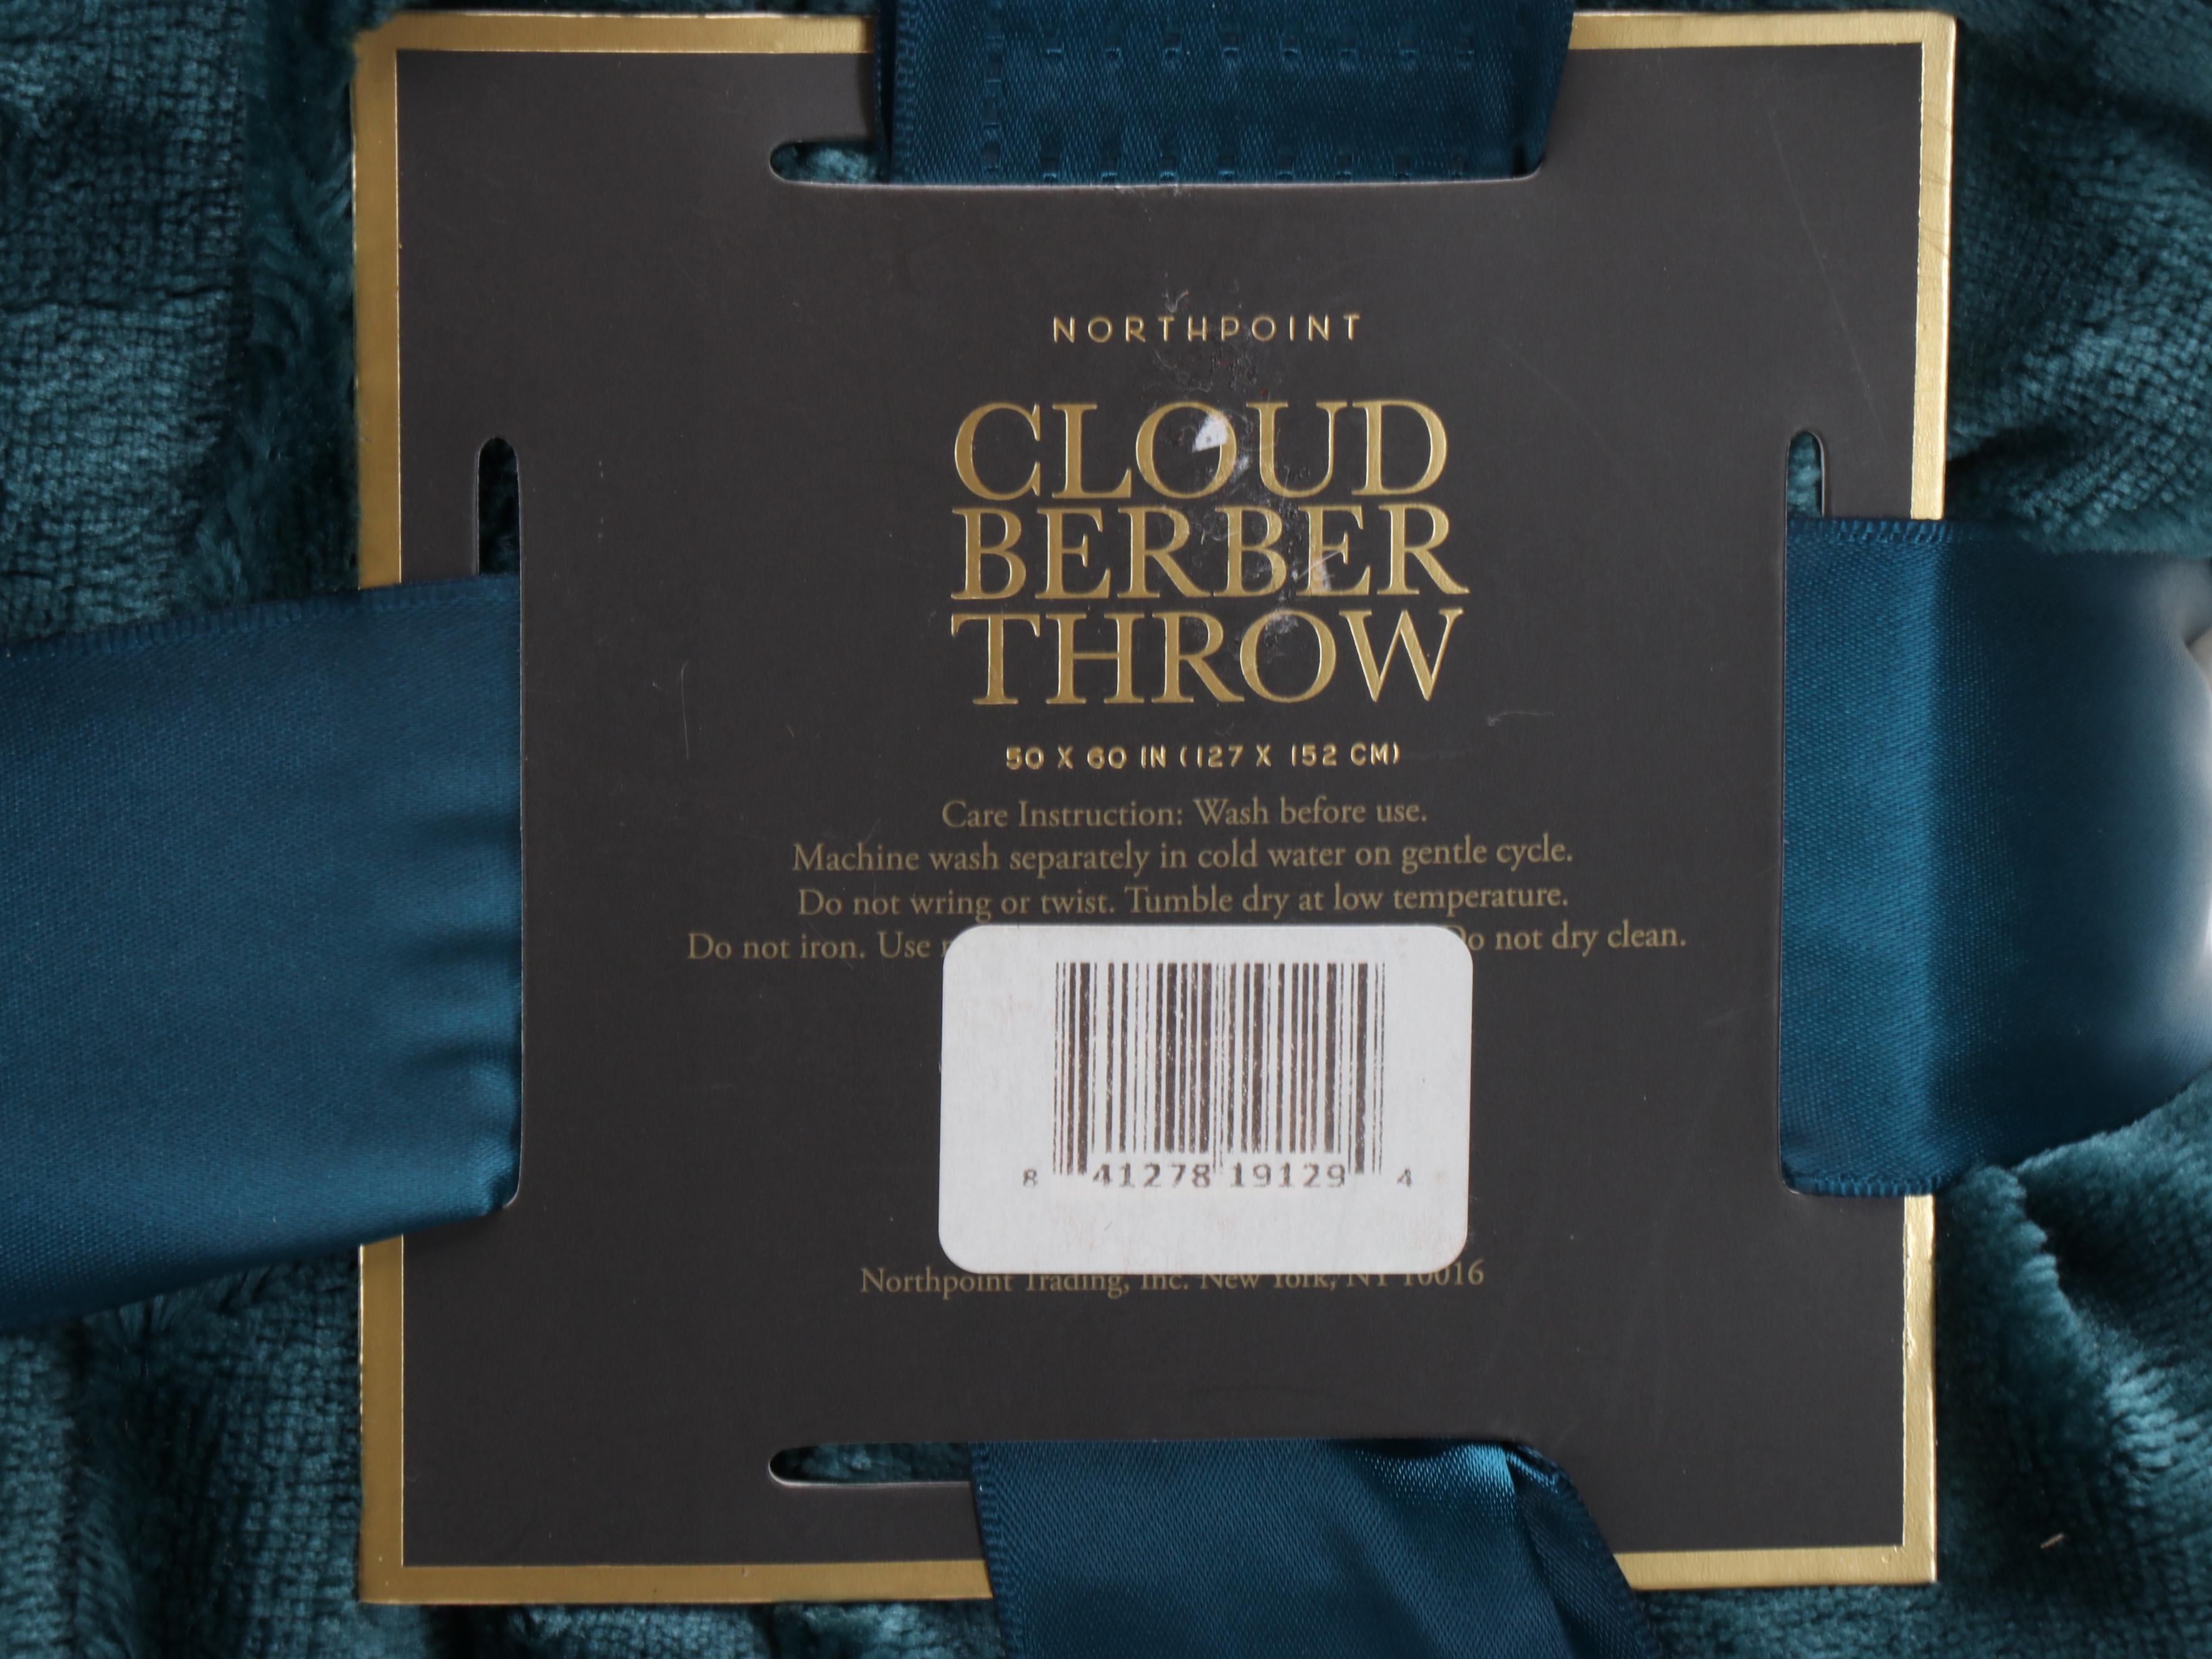 NORTHPOINT
CLOUD
BERBER
THROW
50 X 60 IN (127 X 152 CM)
Care Instruction: Wash before use.
Machine wash separately in cold water on gentle cycle.
Do not wring or twist. Tumble dry at low temperature.
Do not iron. Use Do not dry clean.
8 41278 19129 4
Northpoint Trading, Inc. New York, NY 10016